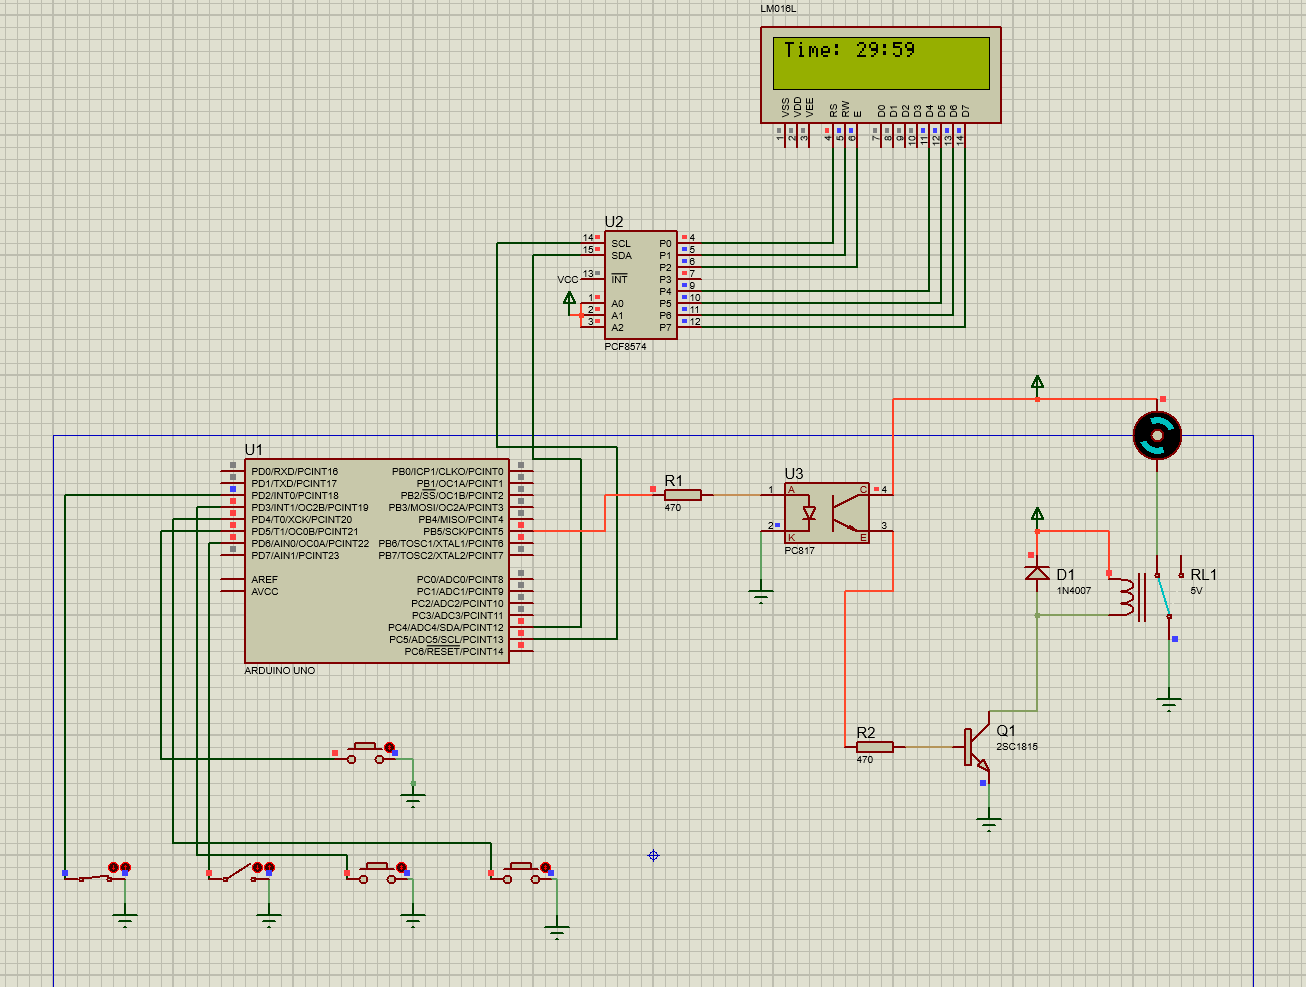 LM016L
Time: 29:59
VSS VDD VEE RS RW E D0 D1 D2 D3 D4 D5 D6 D7
1 2 3 4 5 6 7 8 9 10 11 12 13 14
U2
14 SCL P0 4
15 SDA P1 5
P2 6
VCC 13 INT P3 7
P4 9
1 A0 P5 10
2 A1 P6 11
3 A2 P7 12
PCF8574
U1
PD0/RXD/PCINT16 PB0/ICP1/CLKO/PCINT0
PD1/TXD/PCINT17 PB1/OC1A/PCINT1
PD2/INT0/PCINT18 PB2/SS/OC1B/PCINT2
PD3/INT1/OC2B/PCINT19 PB3/MOSI/OC2A/PCINT3
PD4/T0/XCK/PCINT20 PB4/MISO/PCINT4
PD5/T1/OC0B/PCINT21 PB5/SCK/PCINT5
PD6/AIN0/OC0A/PCINT22 PB6/TOSC1/XTAL1/PCINT6
PD7/AIN1/PCINT23 PB7/TOSC2/XTAL2/PCINT7
AREF PC0/ADC0/PCINT8
AVCC PC1/ADC1/PCINT9
PC2/ADC2/PCINT10
PC3/ADC3/PCINT11
PC4/ADC4/SDA/PCINT12
PC5/ADC5/SCL/PCINT13
PC6/RESET/PCINT14
ARDUINO UNO
R1
470
U3
1 A C 4
2 K E 3
PC817
D1
1N4007
RL1
5V
R2
470
Q1
2SC1815